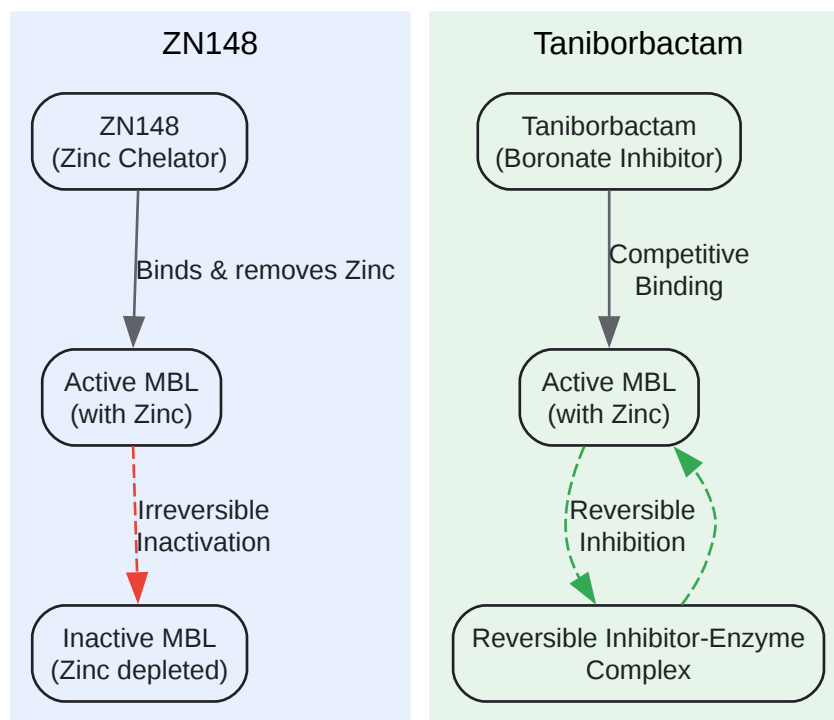 ZN148
ZN148
(Zinc Chelator)
Binds & removes Zinc
Active MBL
(with Zinc)
Irreversible
Inactivation
Inactive MBL
(Zinc depleted)
Taniborbactam
Taniborbactam
(Boronate Inhibitor)
Competitive
Binding
Active MBL
(with Zinc)
Reversible
Inhibition
Reversible Inhibitor-Enzyme
Complex